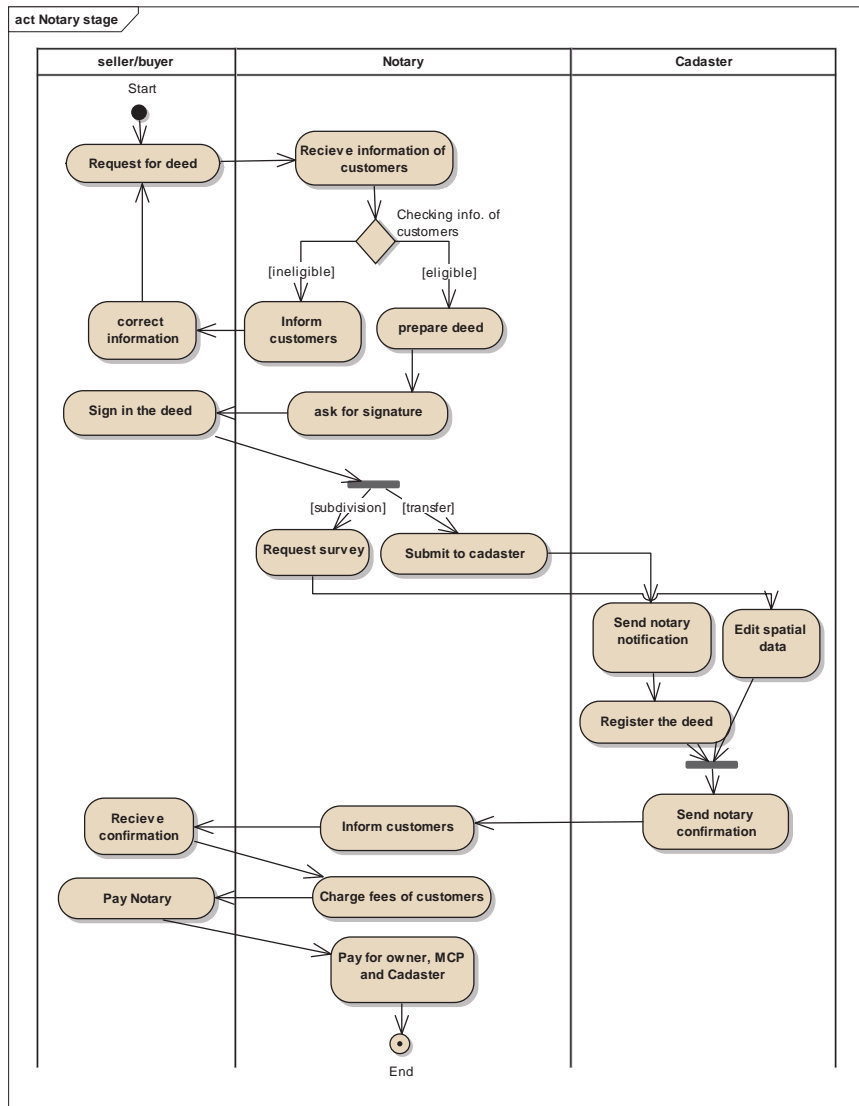 act Notary stage
seller/buyer
Notary
Cadaster
Start
Request for deed
Recieve information of
customers
Checking info. of
customers
[ineligible]
[eligible]
correct
information
Inform
customers
prepare deed
Sign in the deed
ask for signature
[subdivision]
[transfer]
Request survey
Submit to cadaster
Send notary
notification
Edit spatial
data
Register the deed
Recieve
confirmation
Inform customers
Send notary
confirmation
Pay Notary
Charge fees of customers
Pay for owner, MCP
and Cadaster
End